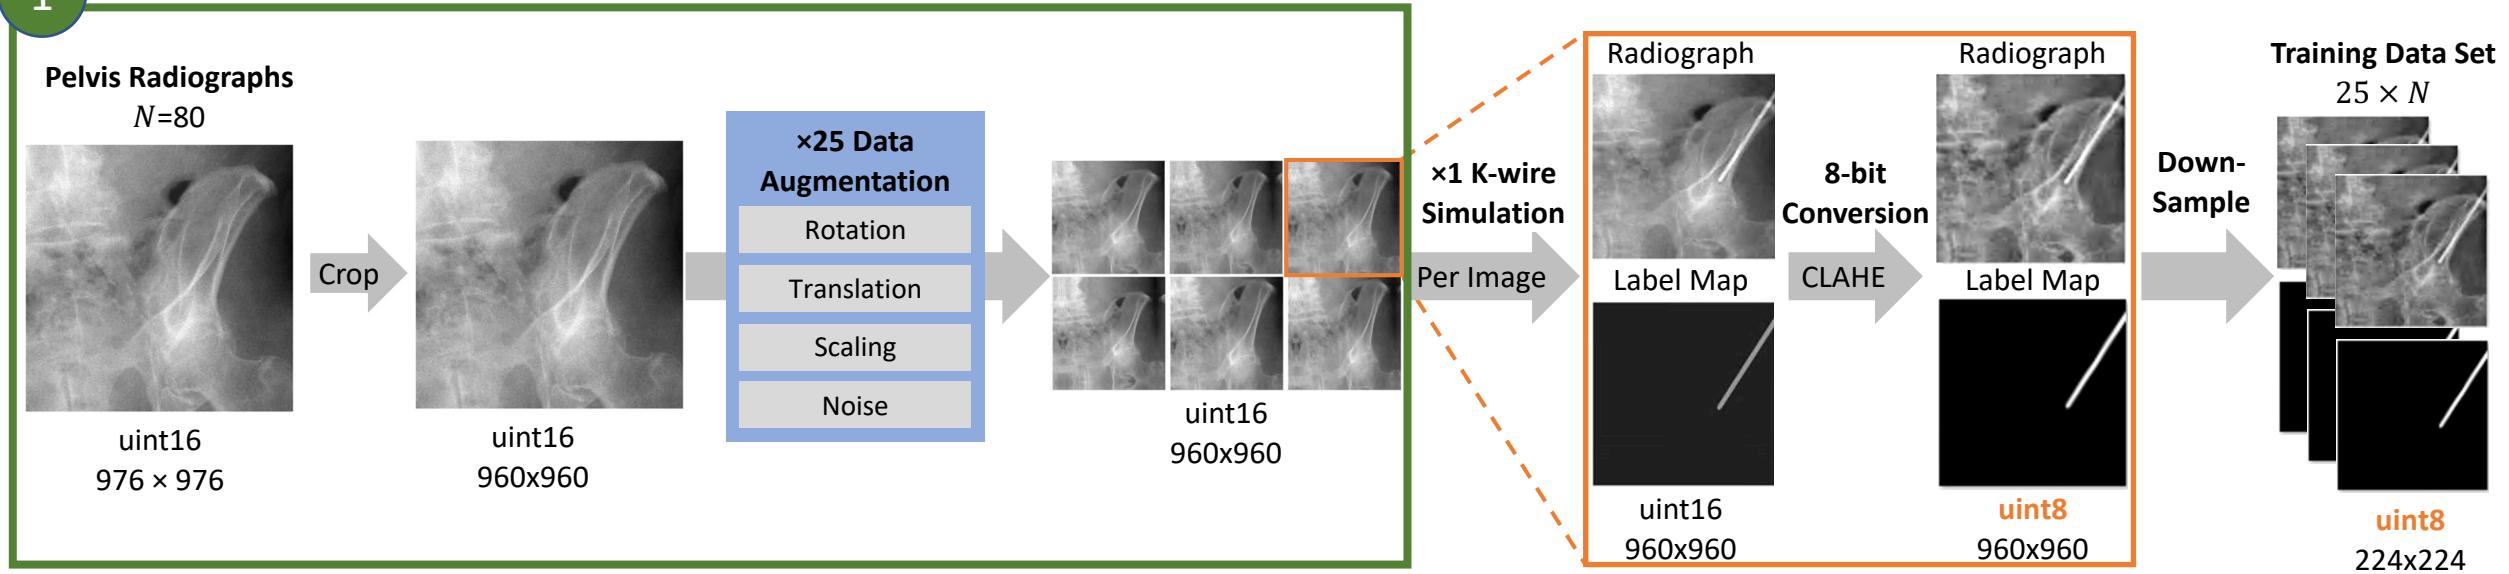 1
Pelvis Radiographs
N=80
uint16
976 × 976
Crop
uint16
960x960
×25 Data
Augmentation
Rotation
Translation
Scaling
Noise
uint16
960x960
×1 K-wire
Simulation
Per Image
Radiograph
Label Map
uint16
960x960
8-bit
Conversion
CLAHE
Radiograph
Label Map
uint8
960x960
Down-
Sample
Training Data Set
25 × N
uint8
224x224